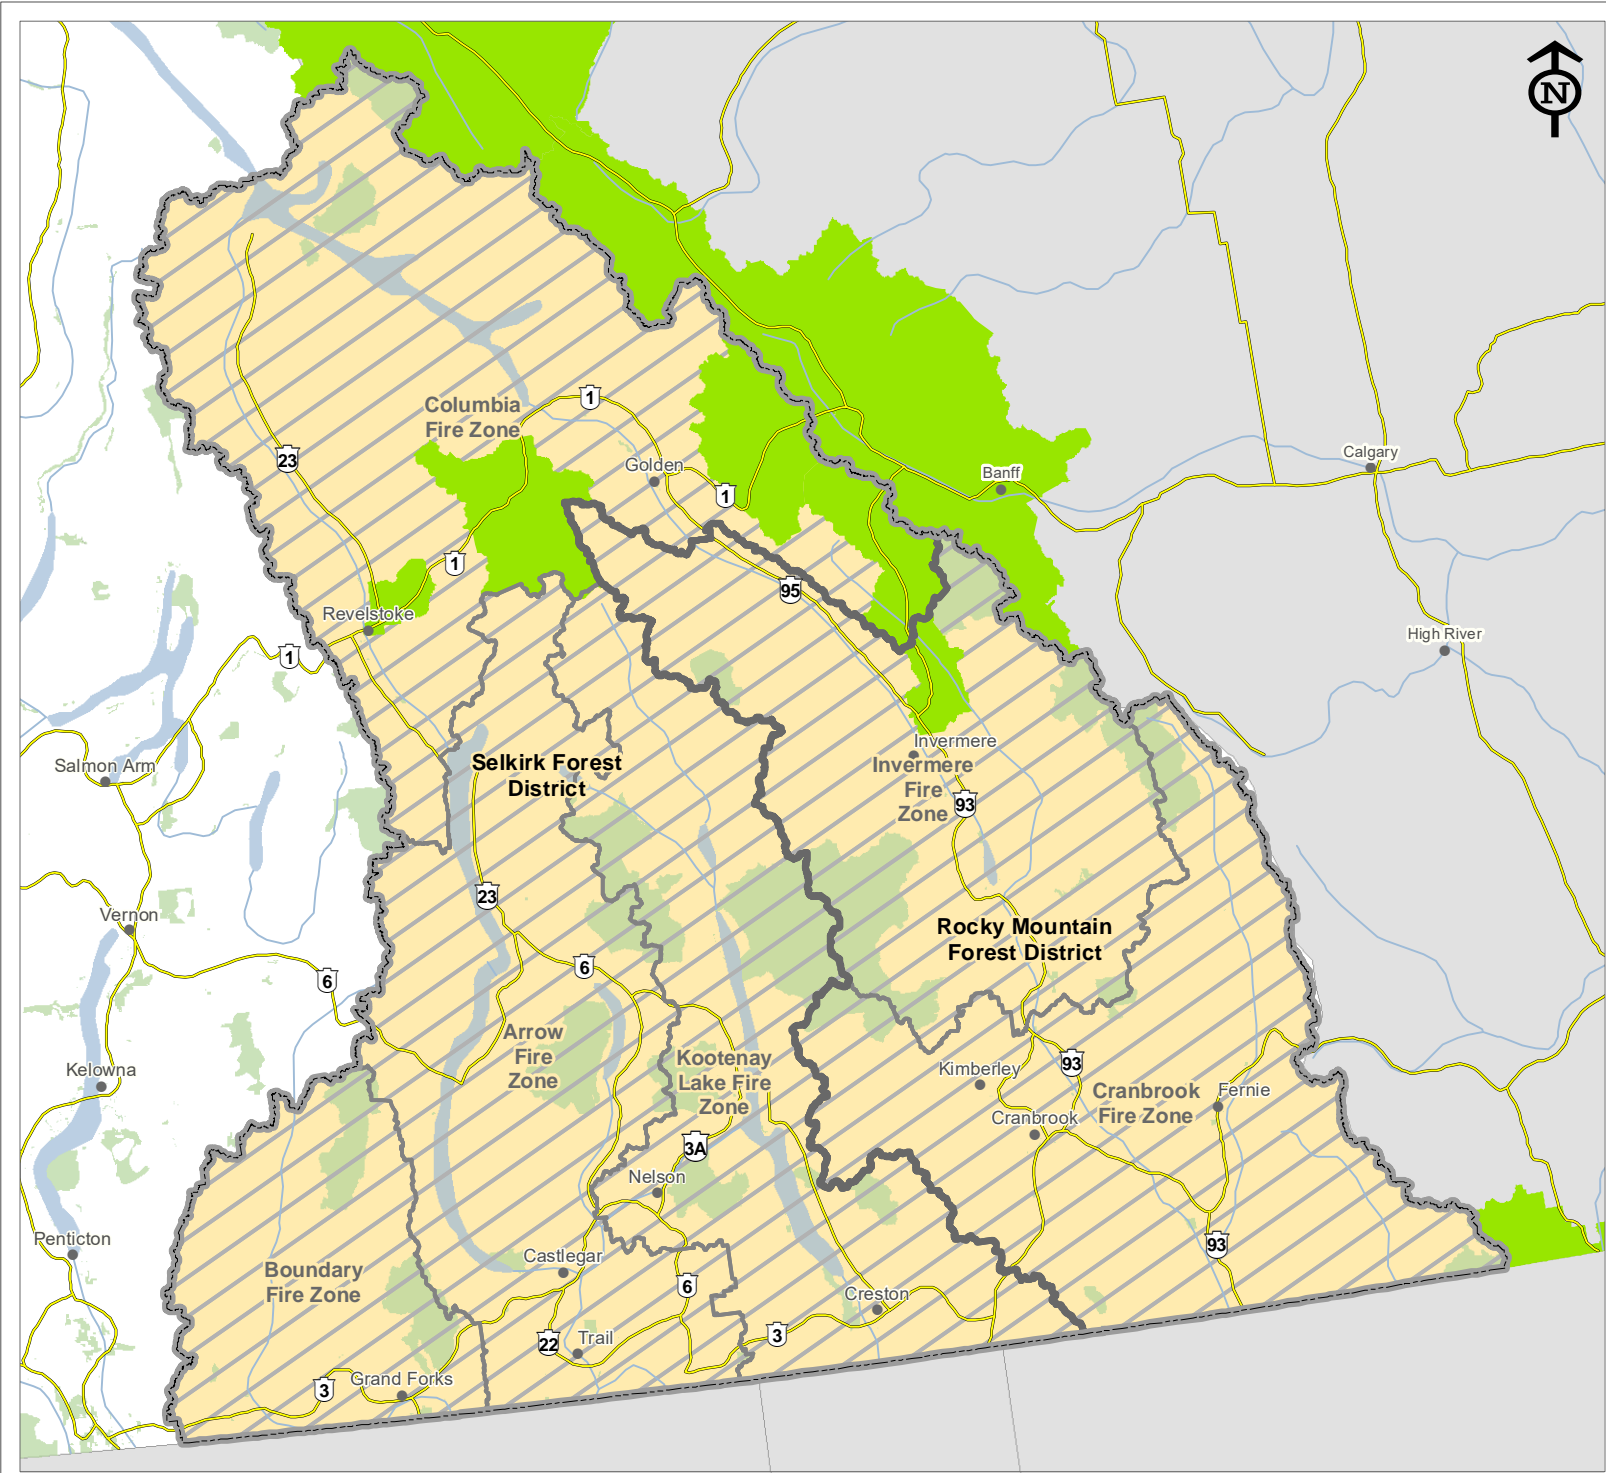 N
Columbia
Fire Zone
1
23
Golden
1
Banff
Calgary
1
95
Revelstoke
1
High River
Salmon Arm
Selkirk Forest
District
Invermere
Invermere
Fire
Zone
93
23
Vernon
6
6
Rocky Mountain
Forest District
Arrow
Fire
Zone
Kootenay
Lake Fire
Zone
Kelowna
Kimberley
93
Cranbrook
Fire Zone
Fernie
Cranbrook
3A
Nelson
Penticton
Boundary
Fire Zone
Castlegar
6
Creston
93
22
Trail
3
3
Grand Forks